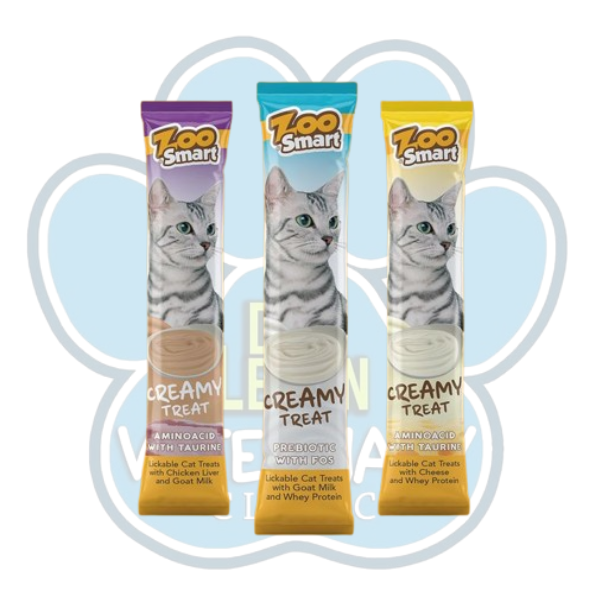 ZOO
Smart
CREAMY
TREAT
AMINOACID
WITH TAURINE
Lickable Cat Treats
with Chicken Liver
and Goat Milk
ZOO
Smart
CREAMY
TREAT
PREBIOTIC
WITH FOS
Lickable Cat Treats
with Goat Milk
and Whey Protein
ZOO
Smart
CREAMY
TREAT
AMINOACID
WITH TAURINE
Lickable Cat Treats
with Cheese
and Whey Protein